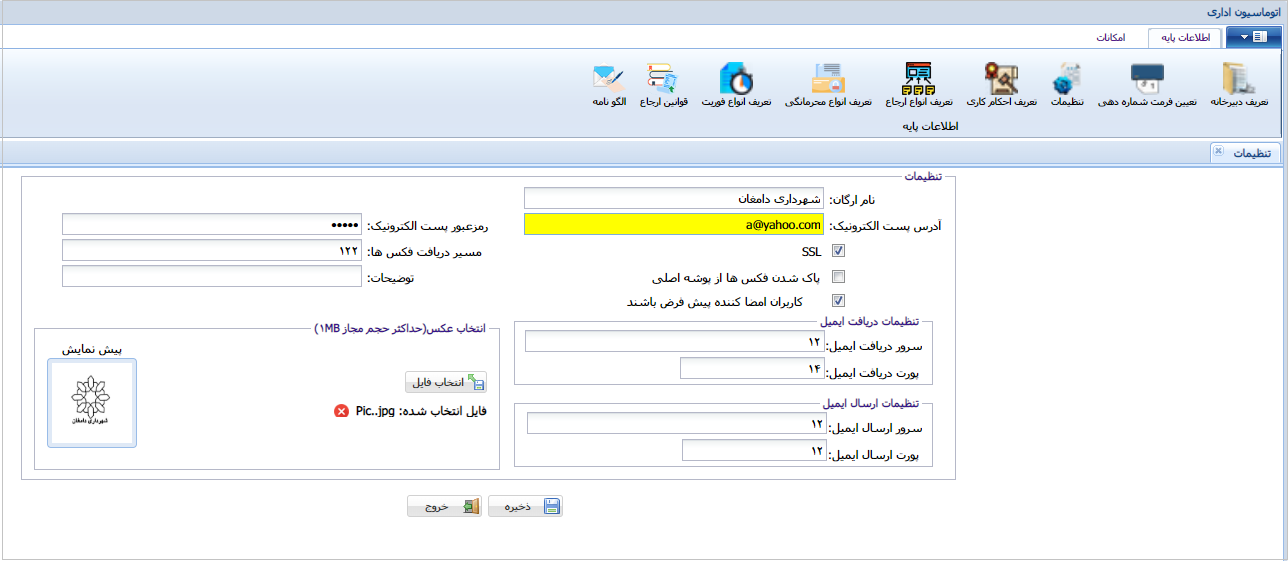 اتوماسیون اداری
اطلاعات پایه
امکانات
تعریف دبیرخانه
تعیین فرمت شماره دهی
تنظیمات
تعریف احکام کاری
تعریف انواع ارجاع
تعریف انواع محرمانگی
تعریف انواع فوریت
قوانین ارجاع
الگو نامه
اطلاعات پایه
تنظیمات
تنظیمات
نام ارگان: شهرداری دامغان
آدرس پست الکترونیک: a@yahoo.com
رمزعبور پست الکترونیک: •••••
SSL
مسیر دریافت فکس ها: ۱۲۲
پاک شدن فکس ها از پوشه اصلی
توضیحات:
کاربران امضا کننده پیش فرض باشند
تنظیمات دریافت ایمیل
سرور دریافت ایمیل: ۱۲
پورت دریافت ایمیل: ۱۴
تنظیمات ارسال ایمیل
سرور ارسال ایمیل: ۱۲
پورت ارسال ایمیل: ۱۲
انتخاب عکس(حداکثر حجم مجاز ۱MB)
پیش نمایش
انتخاب فایل
فایل انتخاب شده: Pic..jpg
شهرداری دامغان
ذخیره
خروج